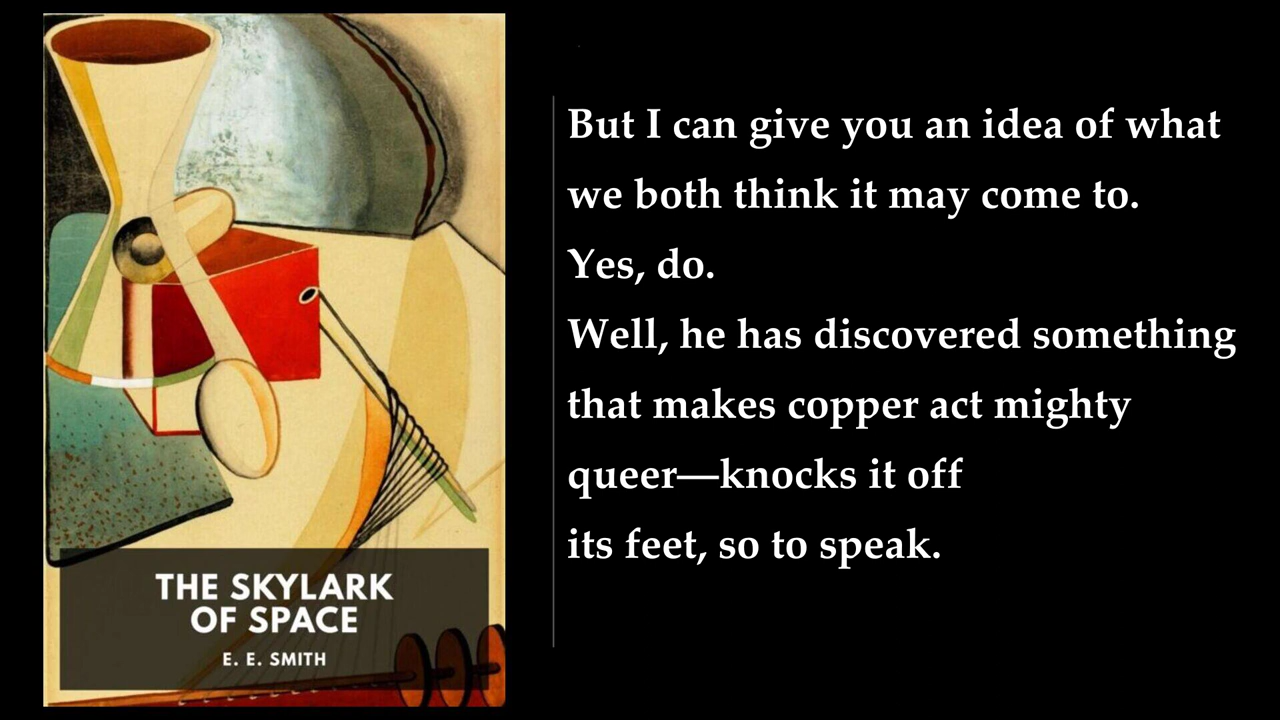 THE SKYLARK
OF SPACE
E. E. SMITH
But I can give you an idea of what
we both think it may come to.
Yes, do.
Well, he has discovered something
that makes copper act mighty
queer—knocks it off
its feet, so to speak.